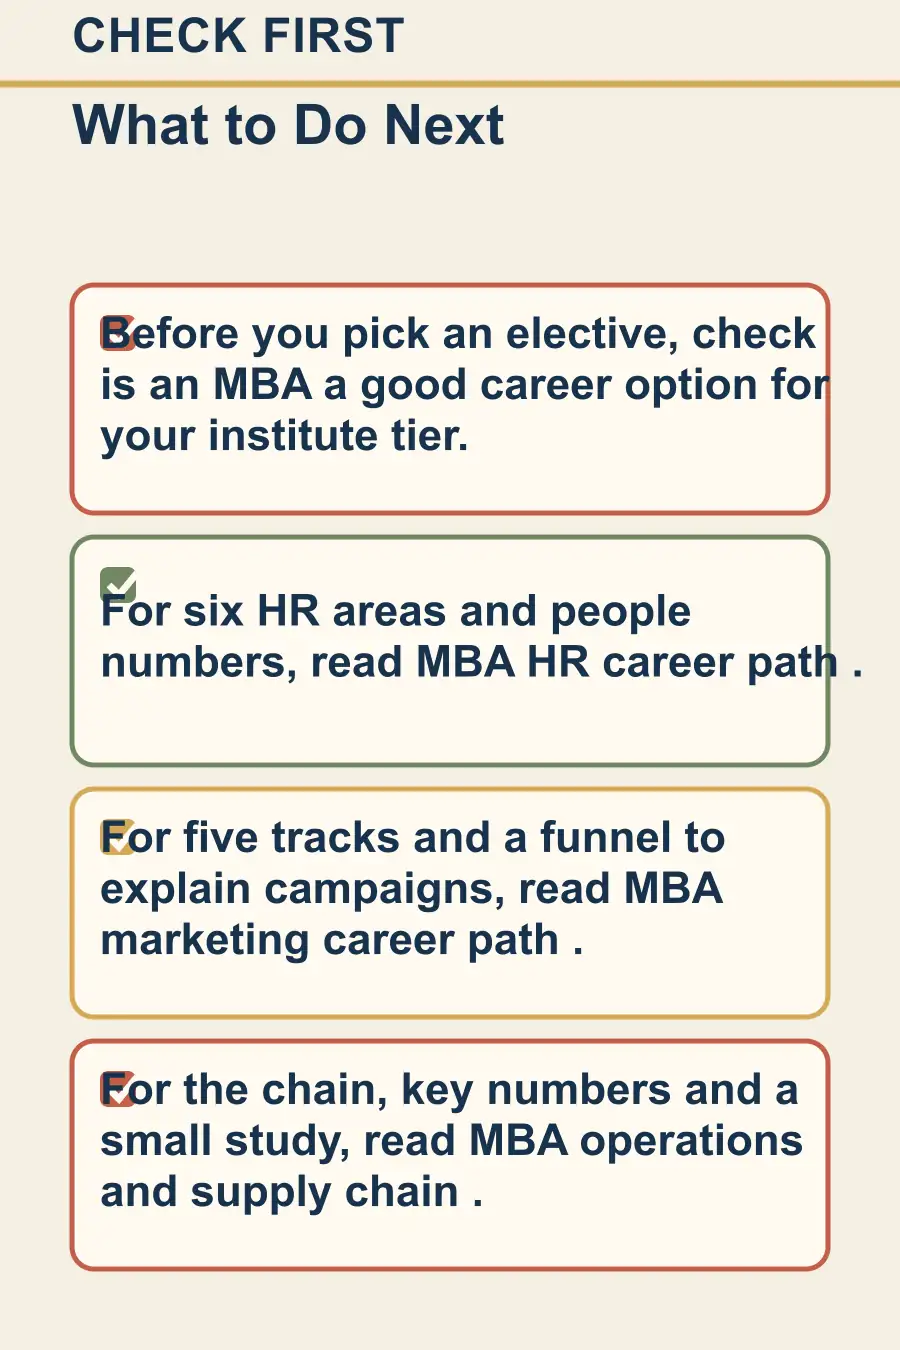 CHECK FIRST
What to Do Next
Before you pick an elective, check
is an MBA a good career option for
your institute tier.
For six HR areas and people
numbers, read MBA HR career path .
For five tracks and a funnel to
explain campaigns, read MBA
marketing career path .
For the chain, key numbers and a
small study, read MBA operations
and supply chain .